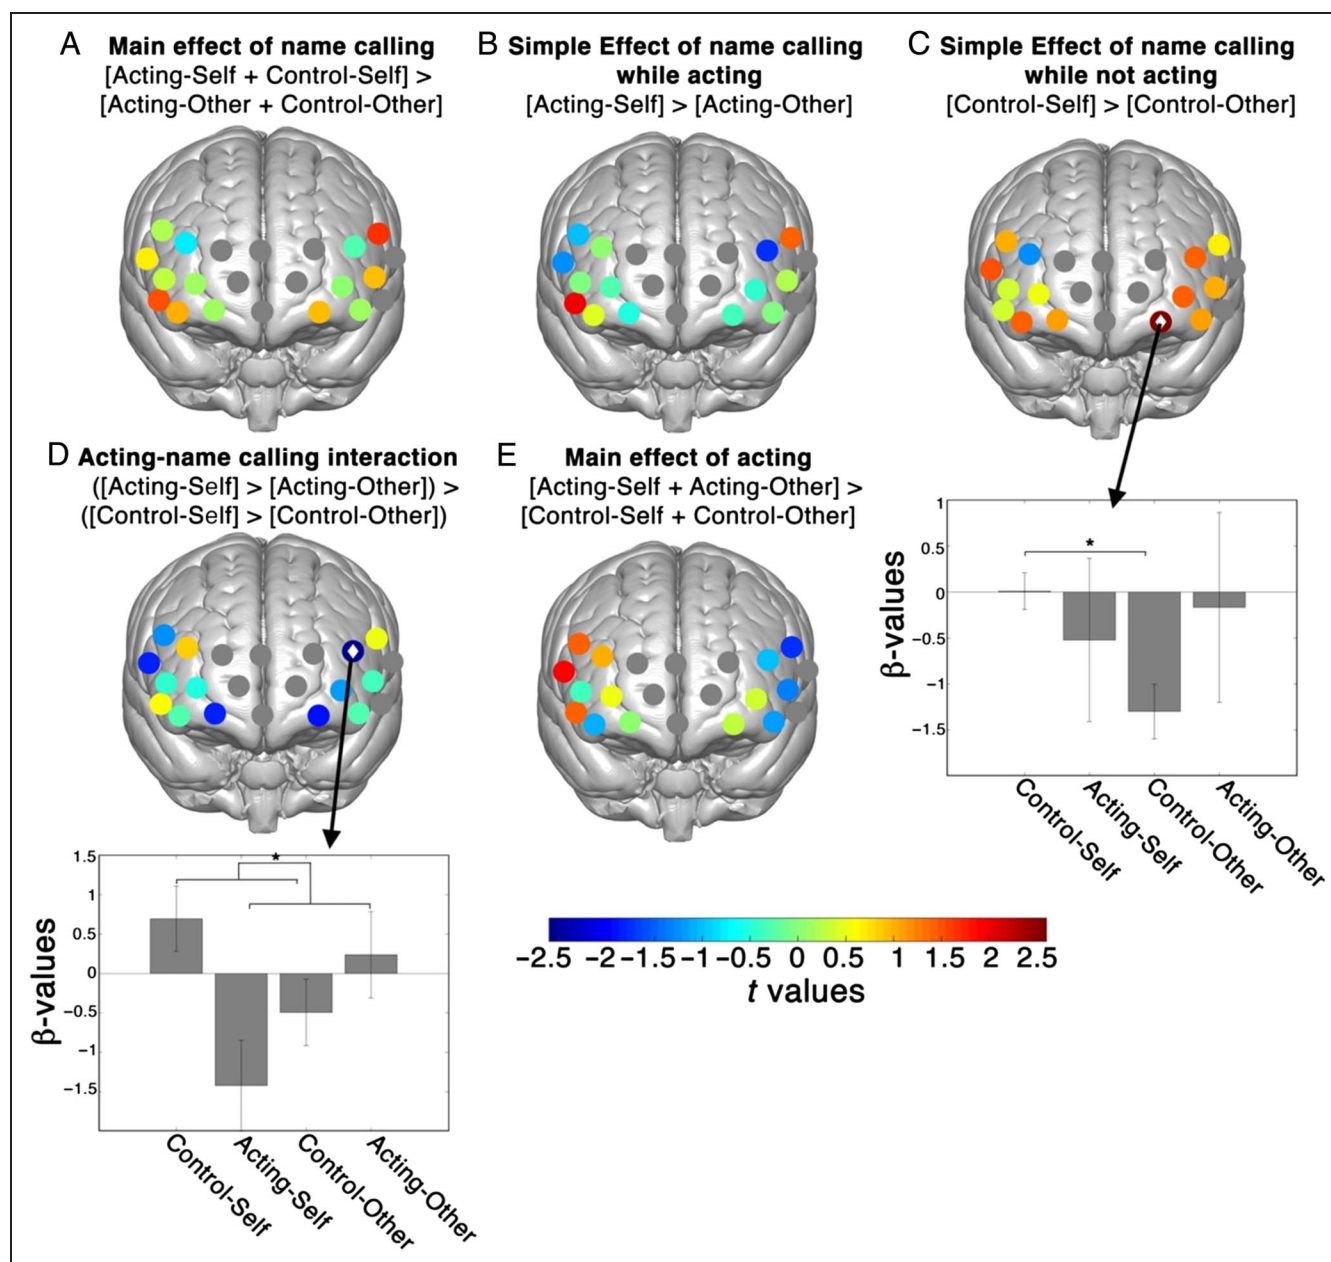 A Main effect of name calling
[Acting-Self + Control-Self] >
[Acting-Other + Control-Other]
B Simple Effect of name calling
while acting
[Acting-Self] > [Acting-Other]
C Simple Effect of name calling
while not acting
[Control-Self] > [Control-Other]
D Acting-name calling interaction
([Acting-Self] > [Acting-Other]) >
([Control-Self] > [Control-Other])
E Main effect of acting
[Acting-Self + Acting-Other] >
[Control-Self + Control-Other]
1
0.5
0
−0.5
−1
−1.5
*
β-values
Control-Self
Acting-Self
Control-Other
Acting-Other
1.5
1
0.5
0
−0.5
−1
−1.5
*
β-values
Control-Self
Acting-Self
Control-Other
Acting-Other
−2.5 −2 −1.5 −1 −0.5 0 0.5 1 1.5 2 2.5
t values